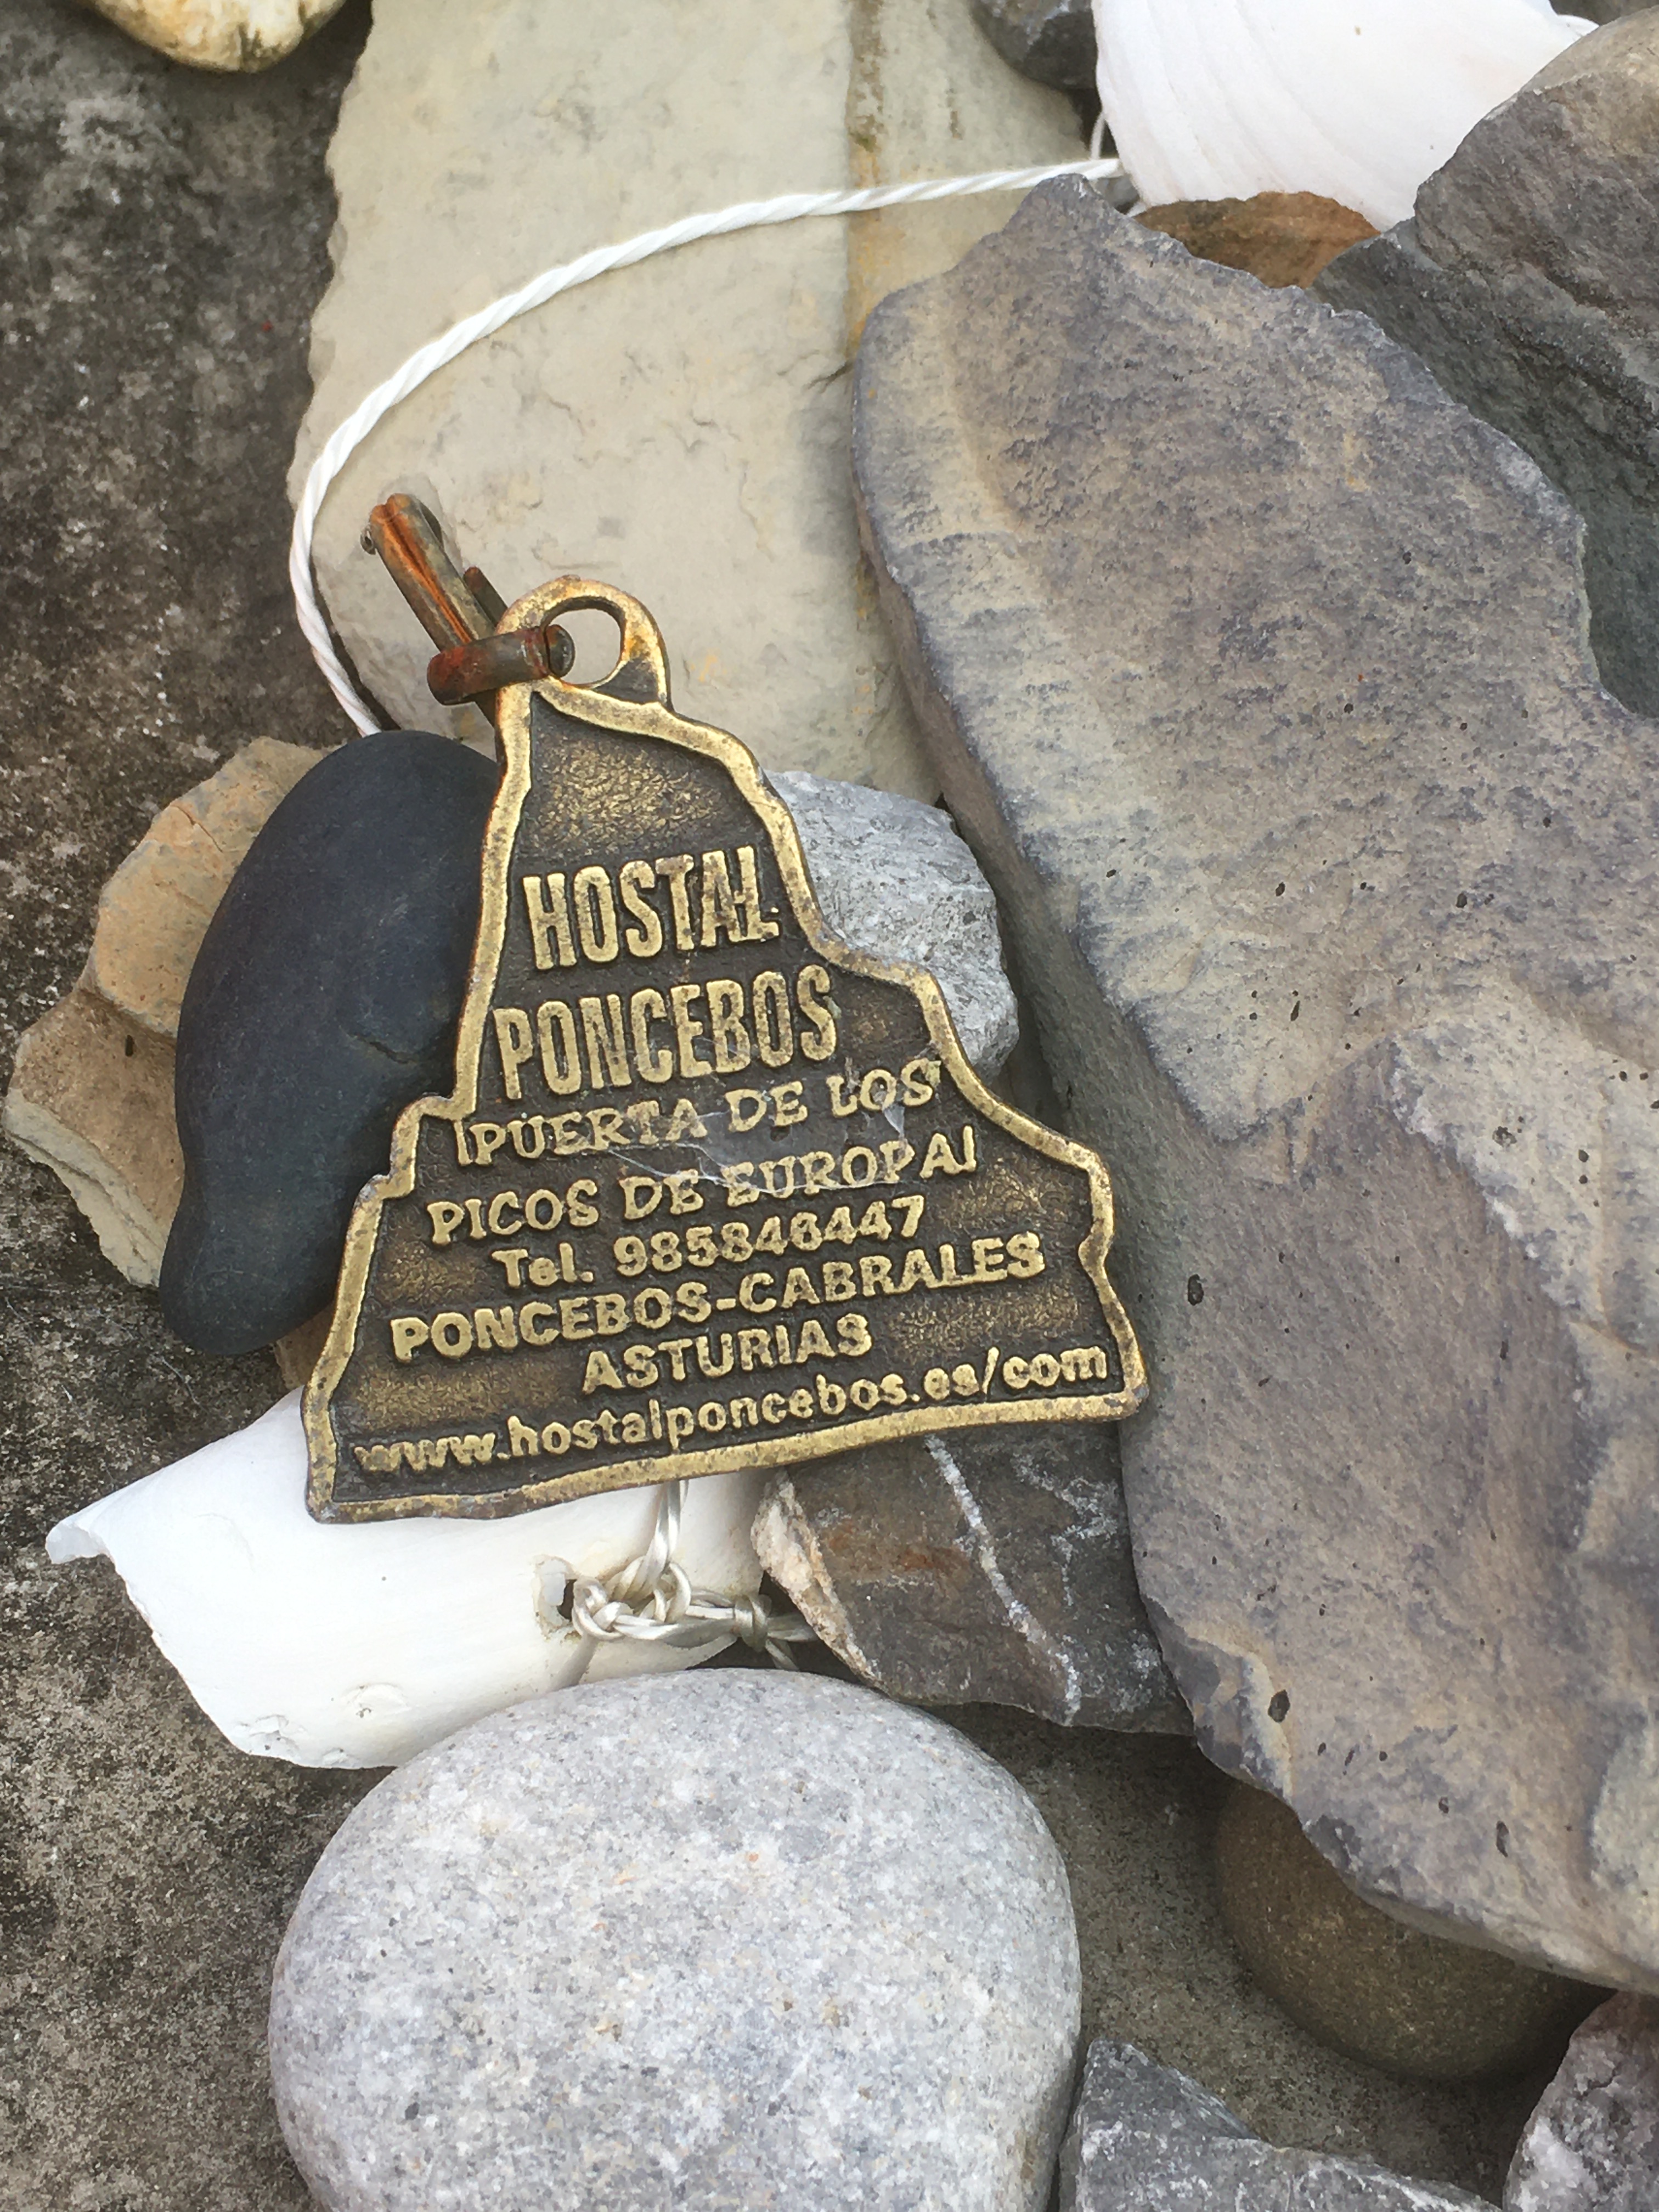 HOSTAL
PONCEBOS
¡PUERTA DE LOS
PICOS DE EUROPA!
Tel. 985846447
PONCEBOS-CABRALES
ASTURIAS
www.hostalponcebos.es/com